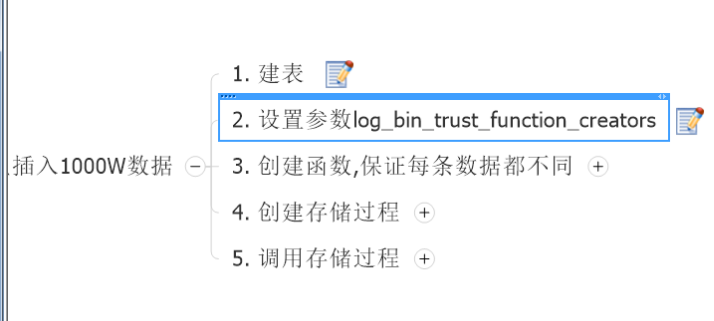 1. 建表
2. 设置参数log_bin_trust_function_creators
插入1000W数据
3. 创建函数,保证每条数据都不同
4. 创建存储过程
5. 调用存储过程